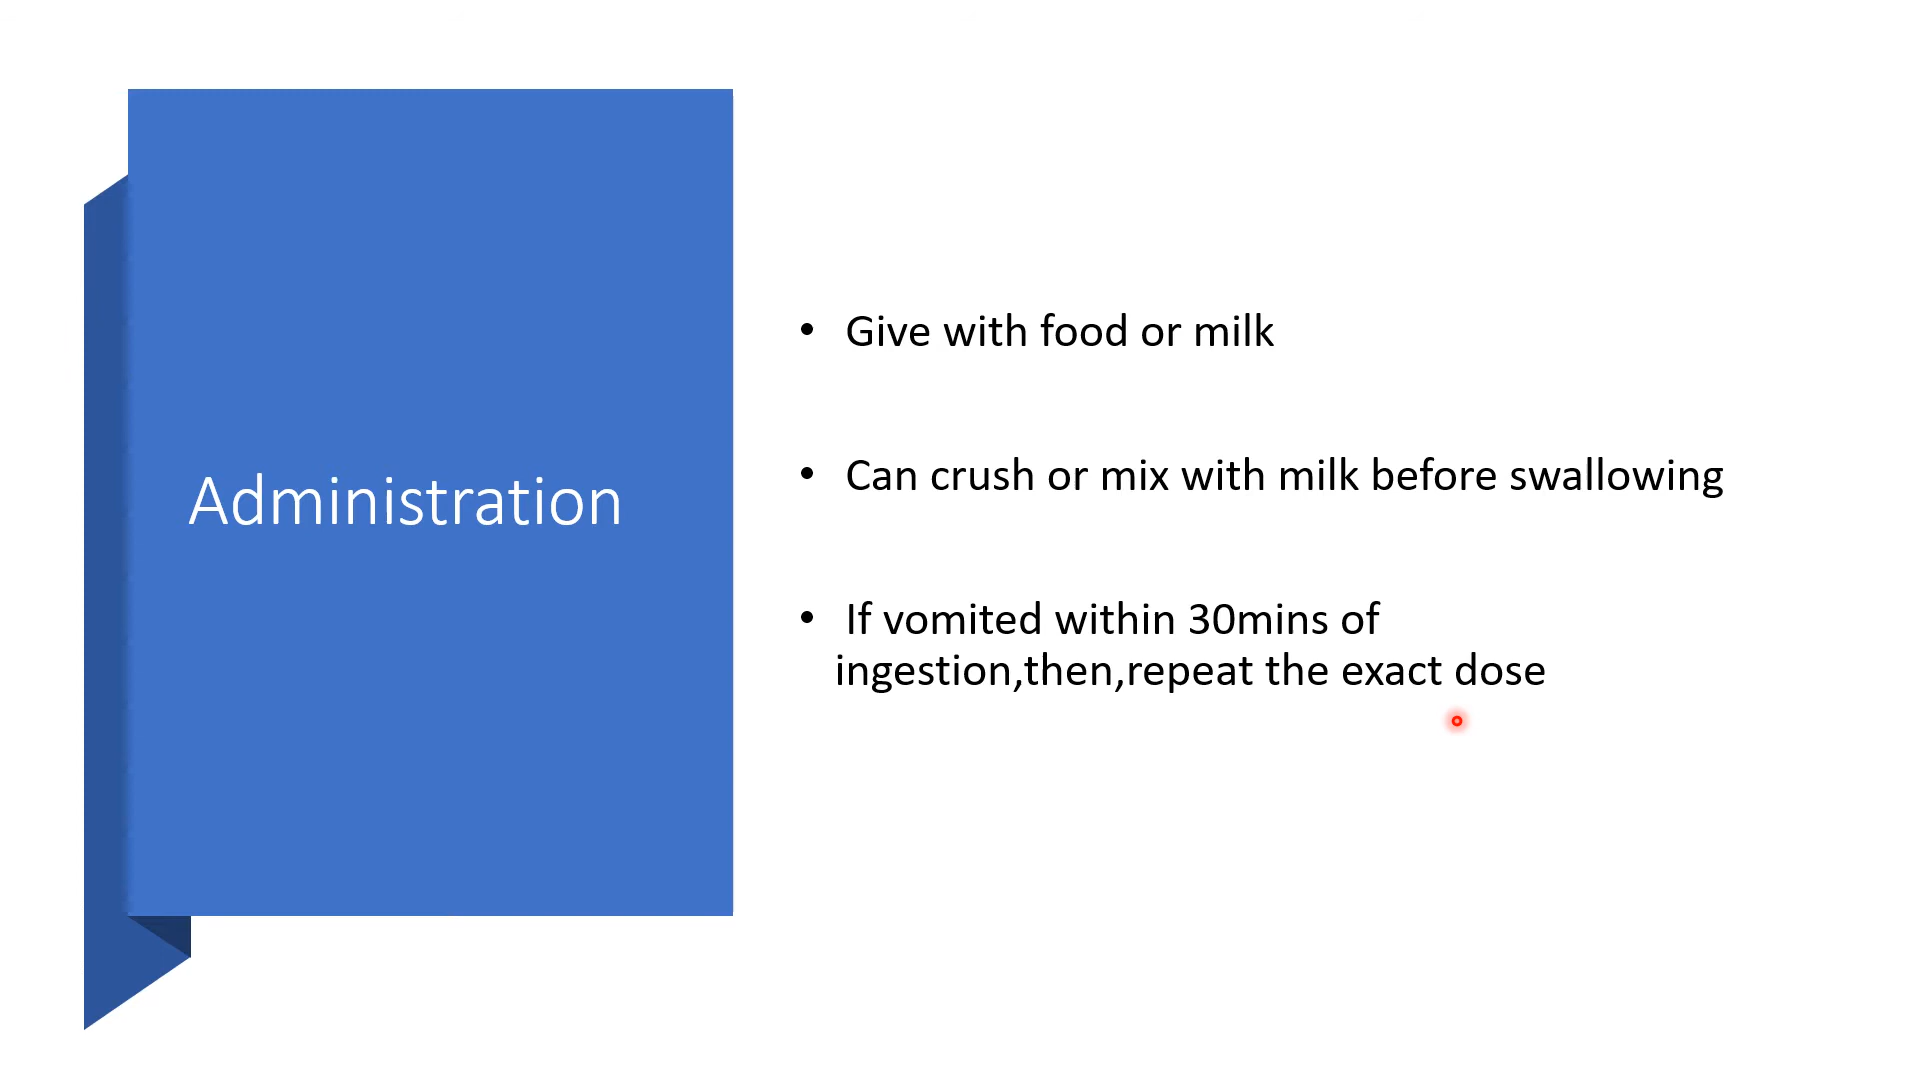 Administration
• Give with food or milk
• Can crush or mix with milk before swallowing
• If vomited within 30mins of
ingestion,then,repeat the exact dose